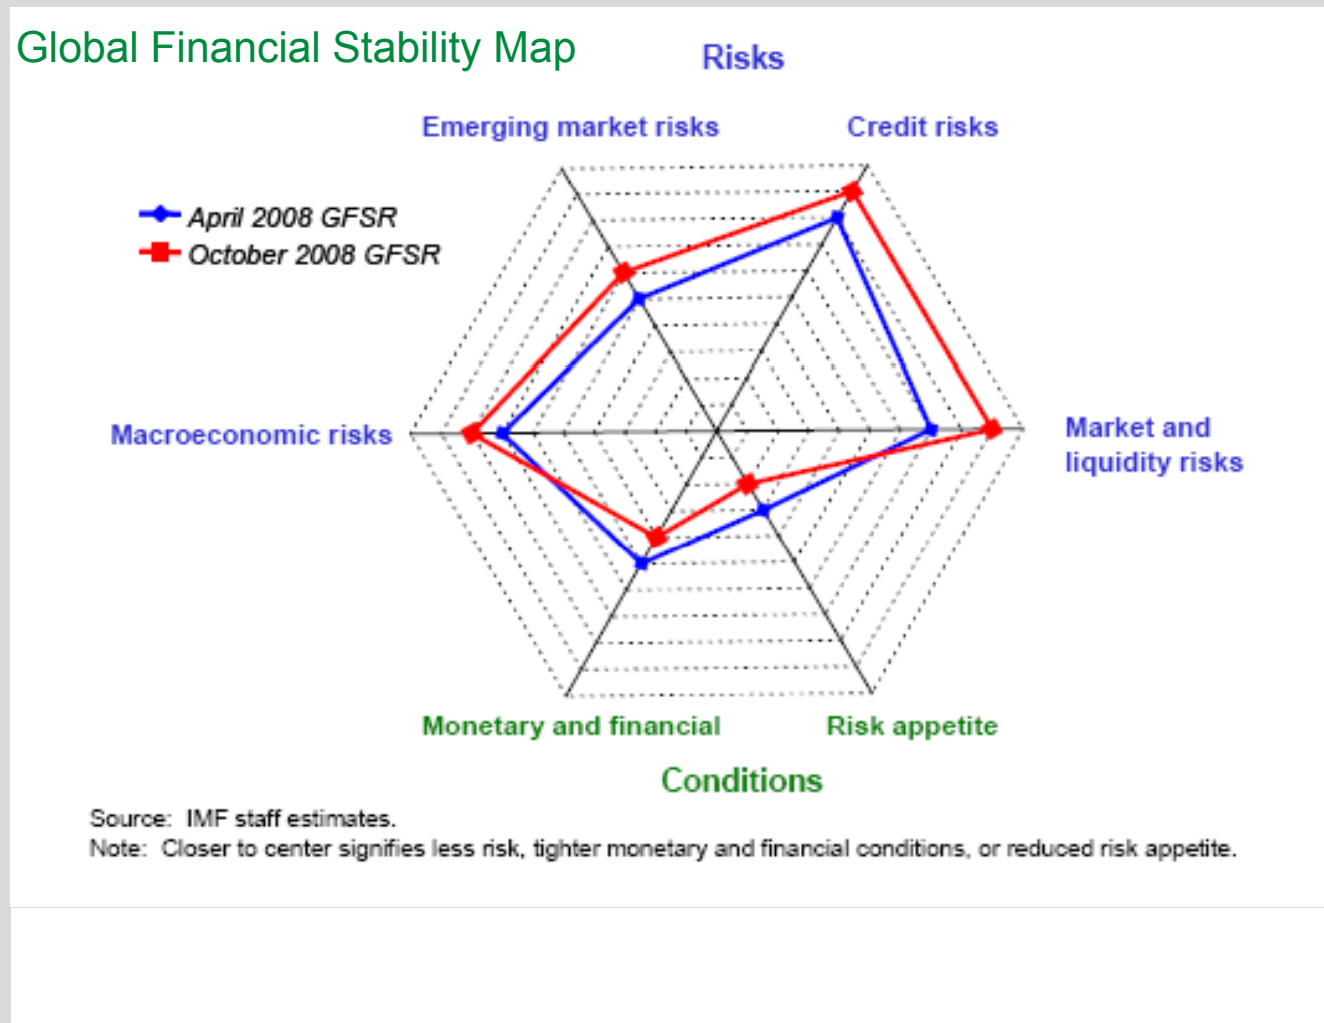 Global Financial Stability Map
Risks
Emerging market risks
Credit risks
April 2008 GFSR
October 2008 GFSR
Macroeconomic risks
Market and
liquidity risks
Monetary and financial
Risk appetite
Conditions
Source: IMF staff estimates.
Note: Closer to center signifies less risk, tighter monetary and financial conditions, or reduced risk appetite.